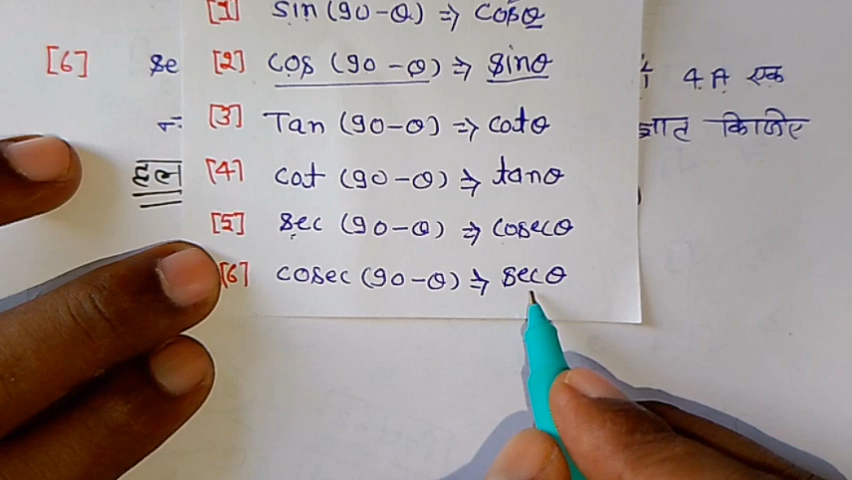 [1] sin (90-θ) ⇒ cosθ
[6] se [2] cos (90-θ) ⇒ sinθ 4A एक
[3] Tan (90-θ) ⇒ cotθ ज्ञात किजिए
हल [4] cot (90-θ) ⇒ tanθ
[5] sec (90-θ) ⇒ cosecθ
[6] cosec (90-θ) ⇒ secθ